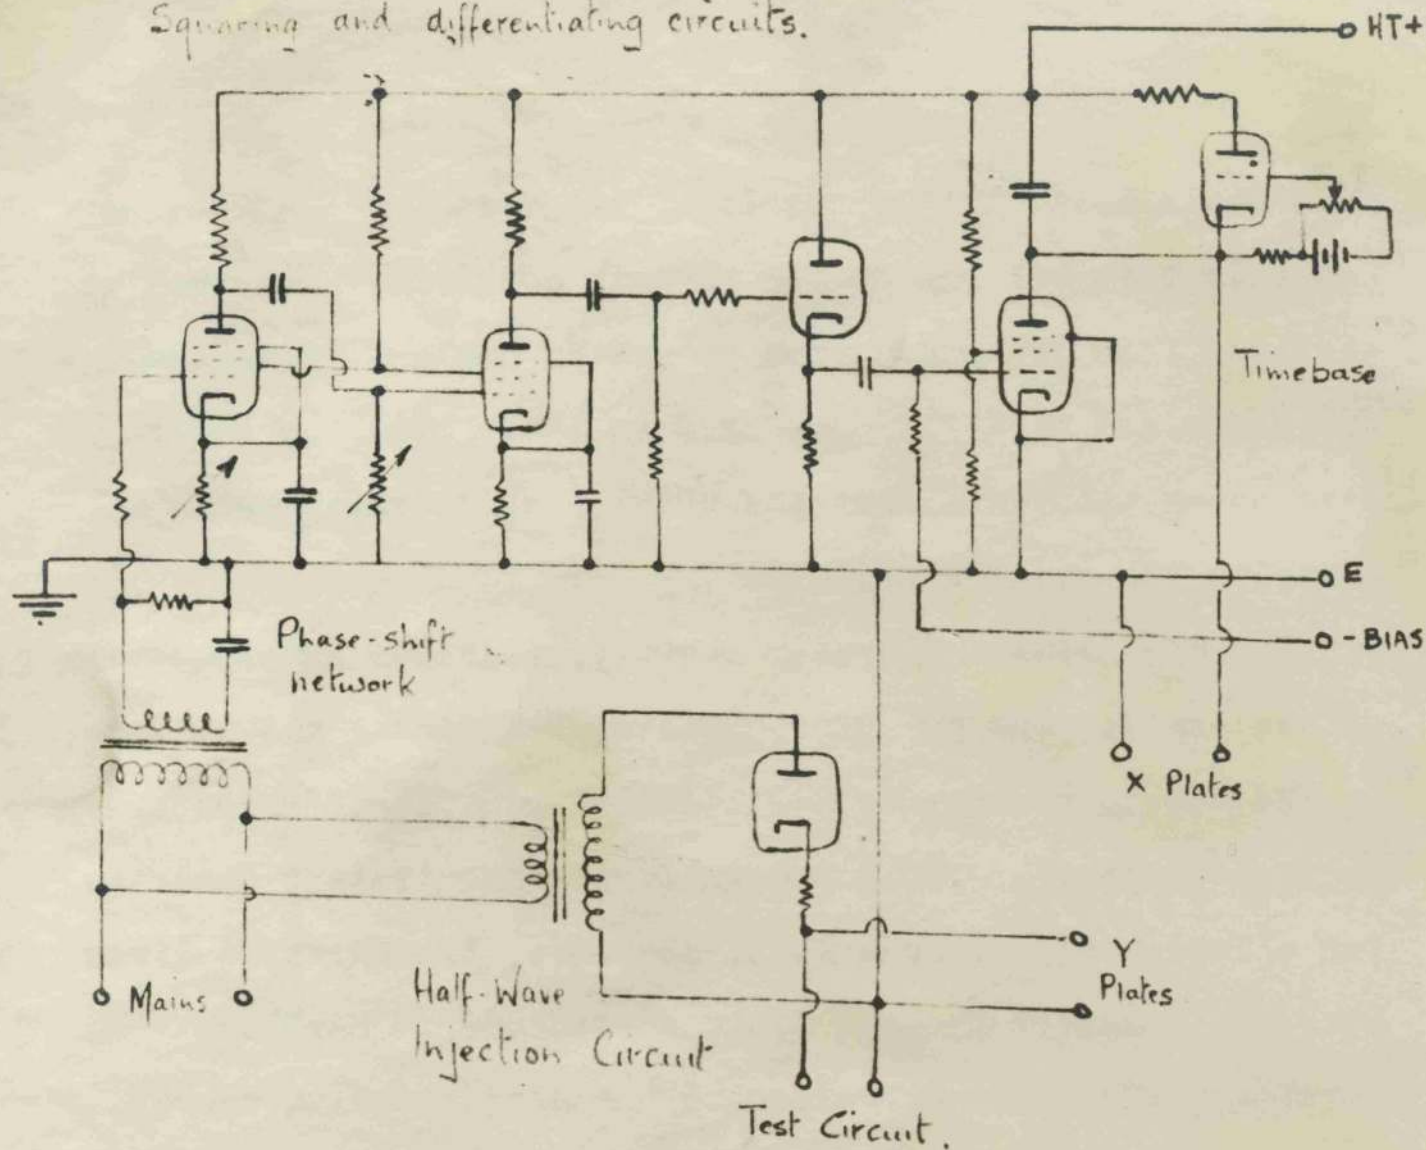 Squaring and differentiating circuits.
HT+
Timebase
E
Phase-shift
network
-BIAS
X Plates
Mains
Half-Wave
Injection Circuit
Y
Plates
Test Circuit.